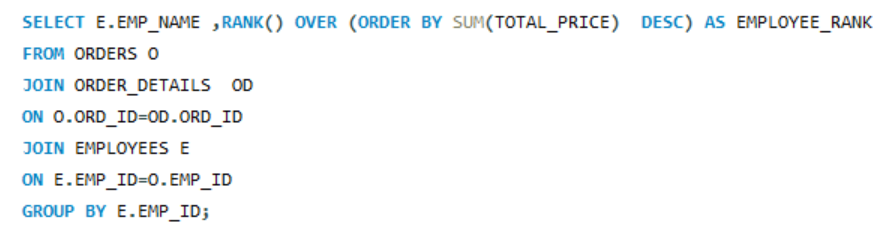 SELECT E.EMP_NAME ,RANK() OVER (ORDER BY SUM(TOTAL_PRICE)  DESC) AS EMPLOYEE_RANK
FROM ORDERS O
JOIN ORDER_DETAILS  OD
ON O.ORD_ID=OD.ORD_ID
JOIN EMPLOYEES E
ON E.EMP_ID=O.EMP_ID
GROUP BY E.EMP_ID;